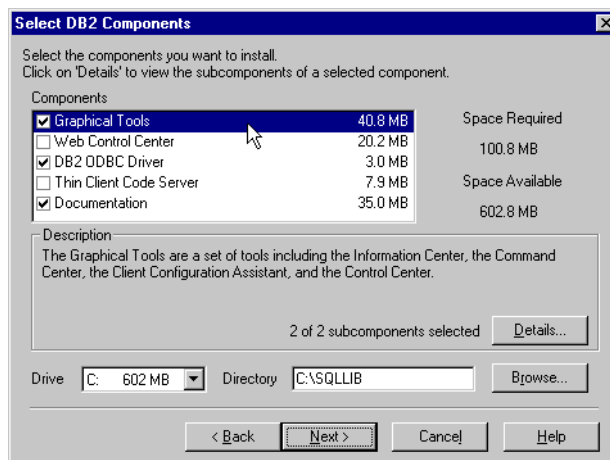 Select DB2 Components
Select the components you want to install.
Click on 'Details' to view the subcomponents of a selected component.
Components
Graphical Tools 40.8 MB
Web Control Center 20.2 MB
DB2 ODBC Driver 3.0 MB
Thin Client Code Server 7.9 MB
Documentation 35.0 MB
Space Required
100.8 MB
Space Available
602.8 MB
Description
The Graphical Tools are a set of tools including the Information Center, the Command
Center, the Client Configuration Assistant, and the Control Center.
2 of 2 subcomponents selected Details...
Drive C: 602 MB Directory C:\SQLLIB Browse...
< Back Next > Cancel Help